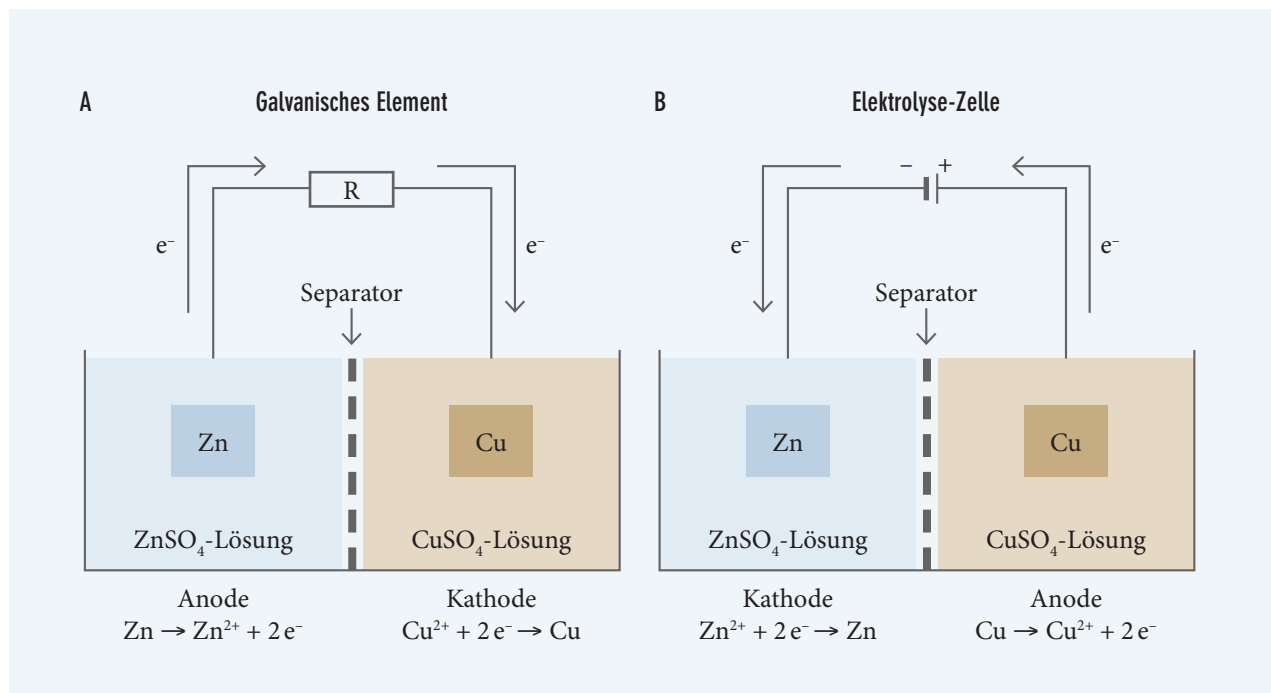 A Galvanisches Element
R
e⁻ e⁻
Separator
Zn Cu
ZnSO₄-Lösung CuSO₄-Lösung
Anode Kathode
Zn → Zn²⁺ + 2 e⁻ Cu²⁺ + 2 e⁻ → Cu
B Elektrolyse-Zelle
− +
e⁻ e⁻
Separator
Zn Cu
ZnSO₄-Lösung CuSO₄-Lösung
Kathode Anode
Zn²⁺ + 2 e⁻ → Zn Cu → Cu²⁺ + 2 e⁻